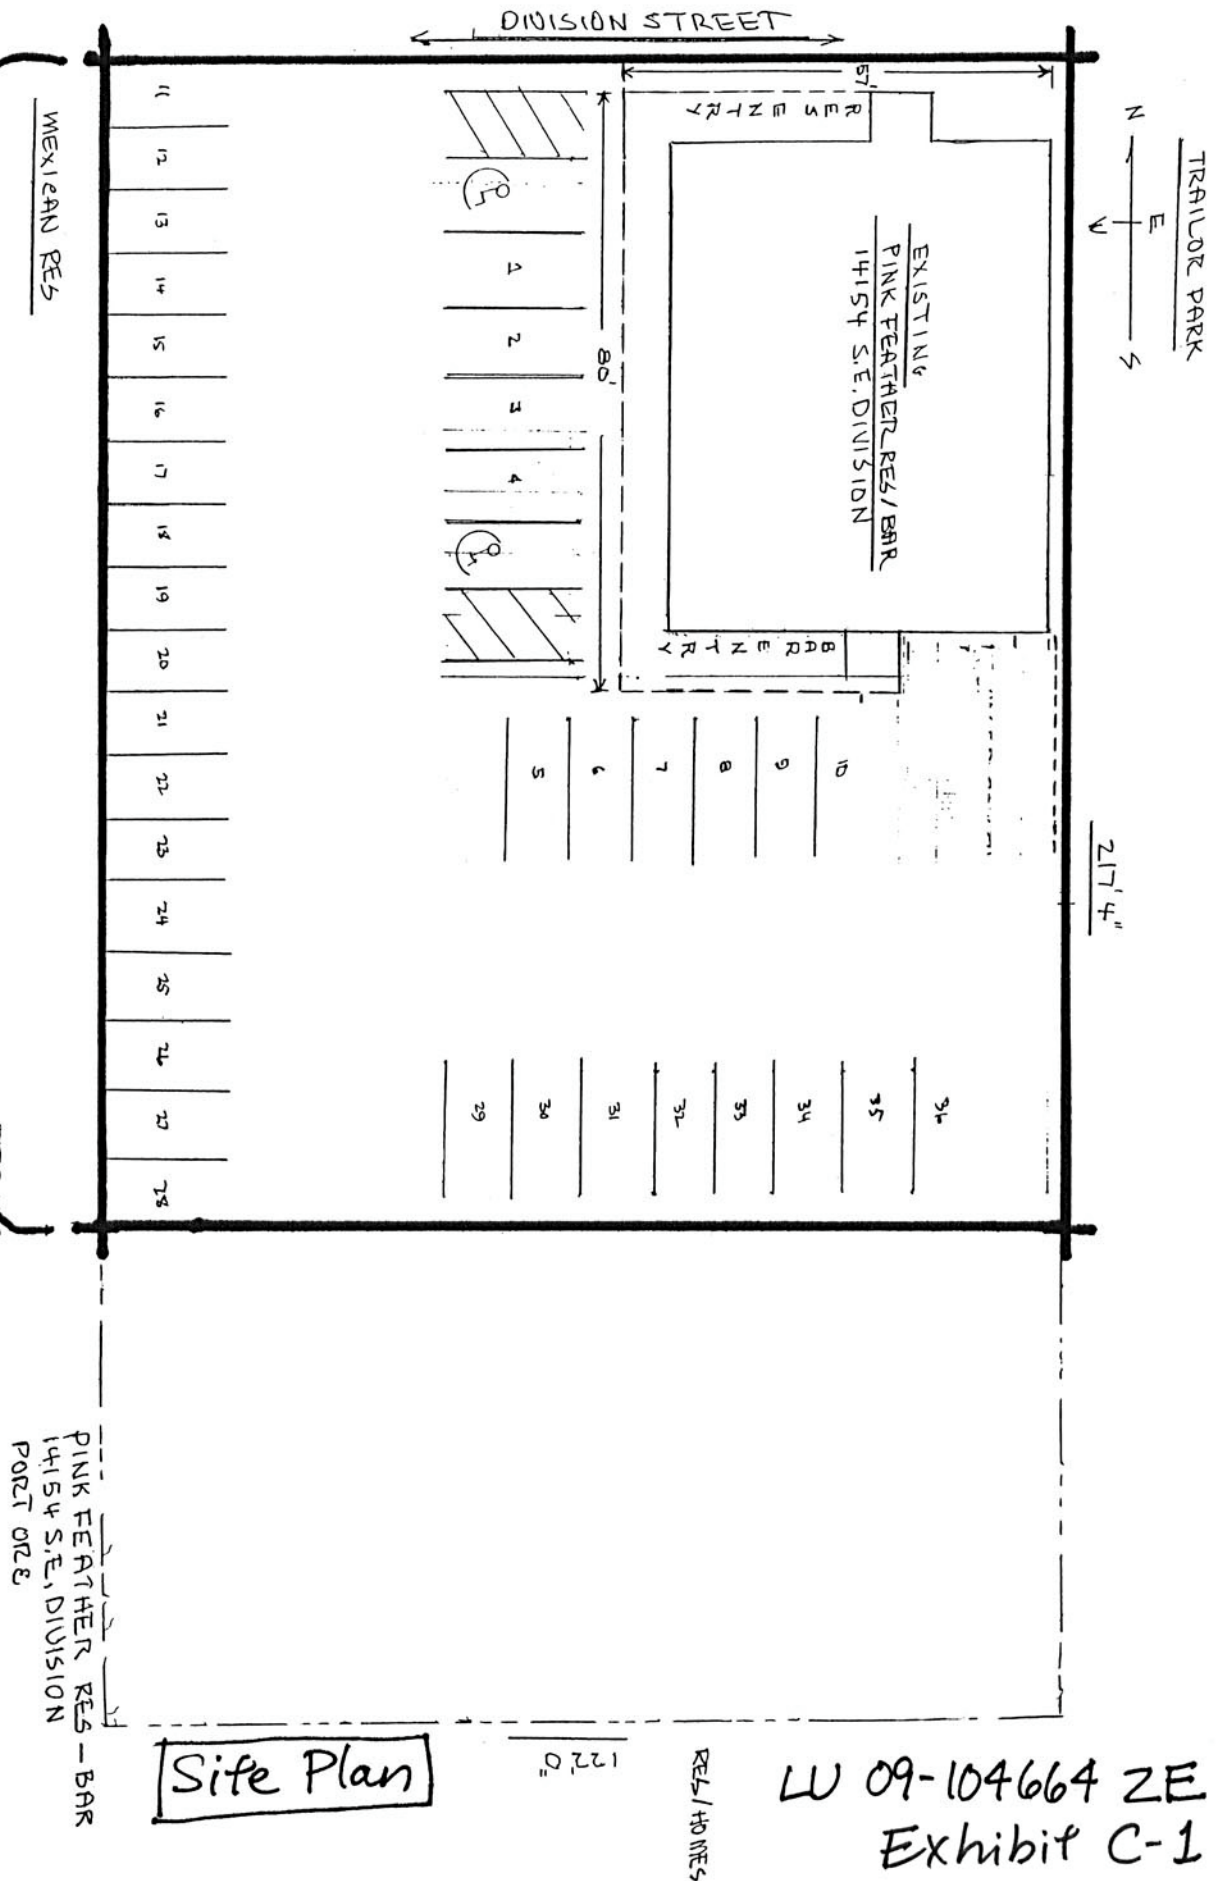 DIVISION STREET
TRAILOR PARK
N
E
W
S
57'
RES ENTRY
EXISTING
PINK FEATHER RES/BAR
14154 S.E. DIVISION
80'
BAR ENTRY
217'4"
MEXICAN RES
1
2
3
4
5
6
7
8
9
10
11
12
13
14
15
16
17
18
19
20
21
22
23
24
25
26
27
28
29
30
31
32
33
34
35
36
PINK FEATHER RES-BAR
14154 S.E. DIVISION
PORT ORE
Site Plan
122'0"
RES/HOMES
LU 09-104664 ZE
Exhibit C-1